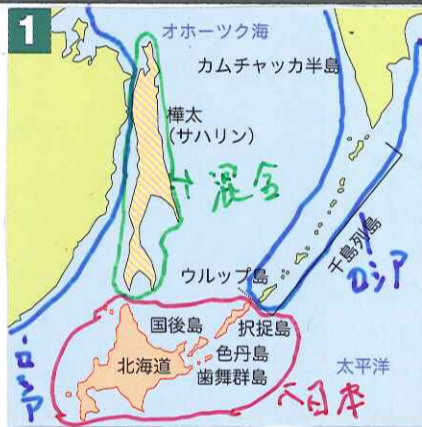 1
オホーツク海
カムチャッカ半島
樺太
(サハリン)
混合
ウルップ島
千島列島
ロシア
国後島
択捉島
北海道
色丹島
歯舞群島
太平洋
日本
ロシア